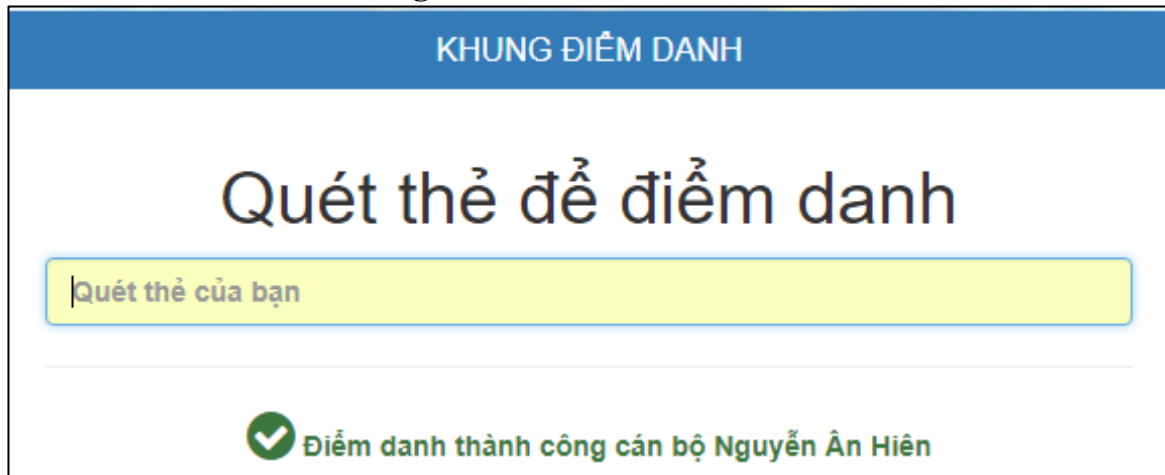 KHUNG ĐIỂM DANH
Quét thẻ để điểm danh
Quét thẻ của bạn
Điểm danh thành công cán bộ Nguyễn Ân Hiên